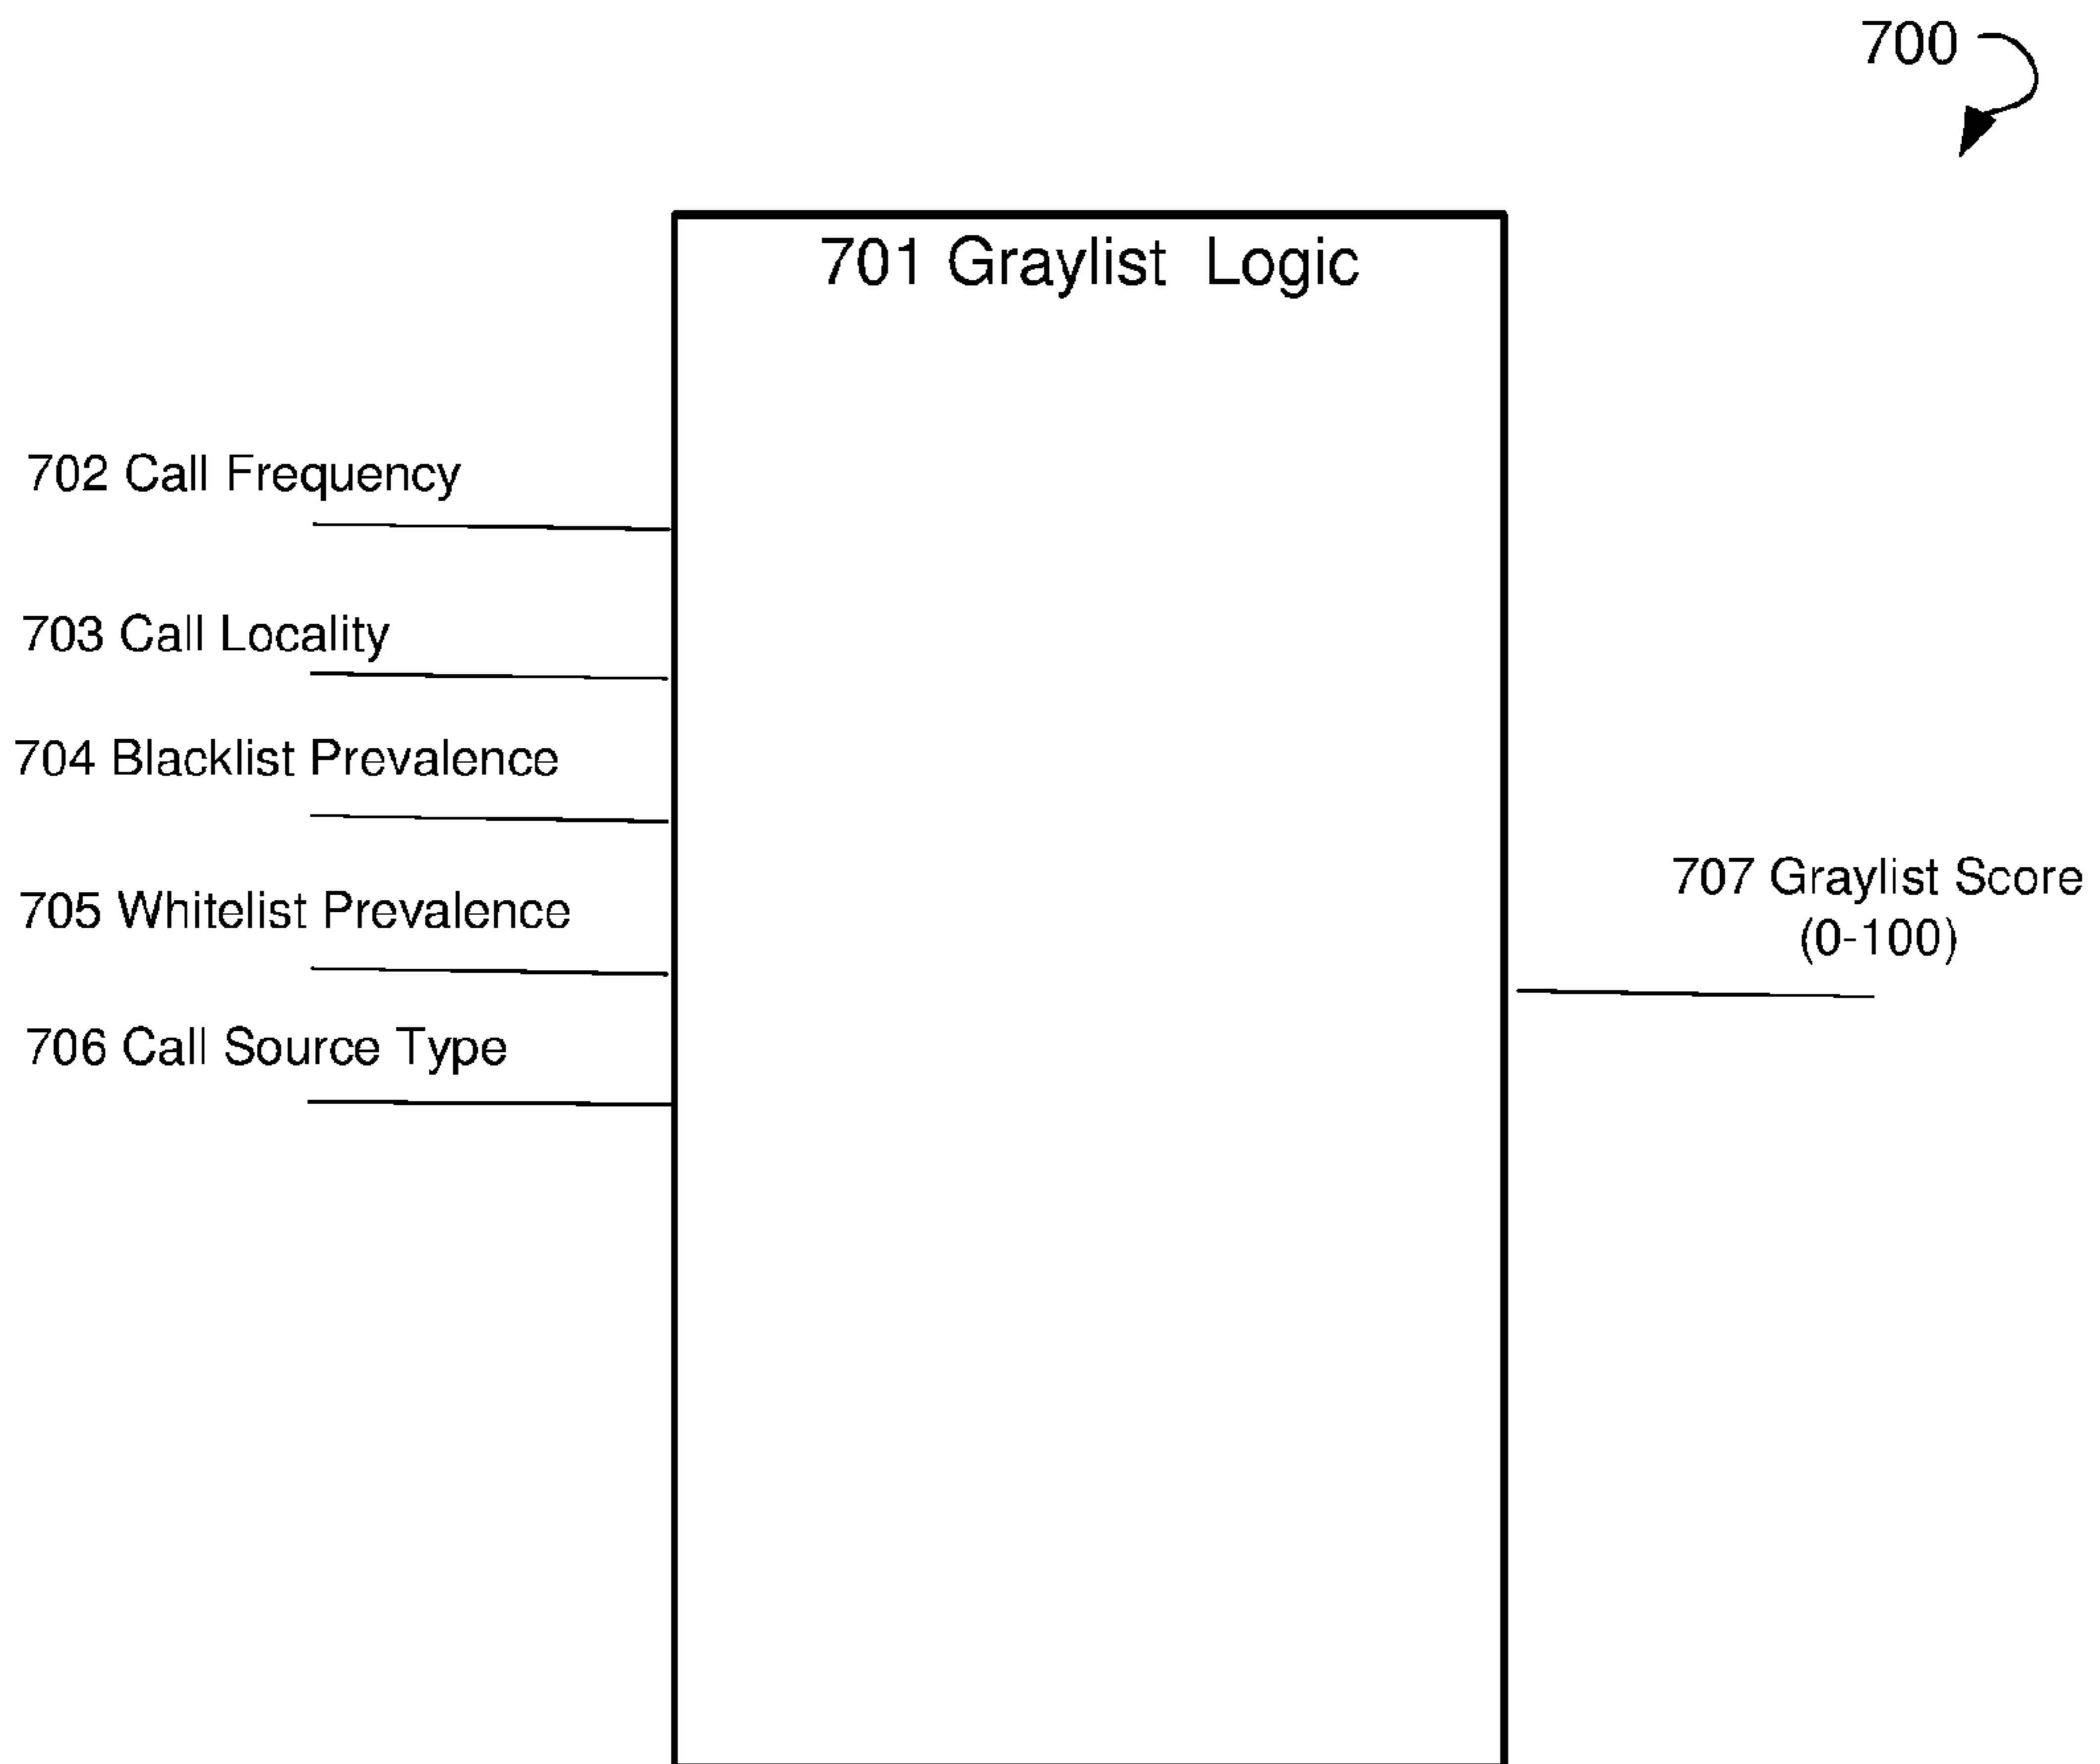 700
701 Graylist Logic
702 Call Frequency
703 Call Locality
704 Blacklist Prevalence
705 Whitelist Prevalence
706 Call Source Type
707 Graylist Score
(0-100)